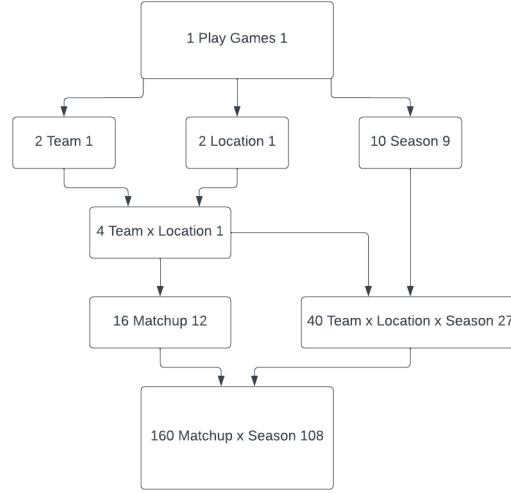 1 Play Games 1
2 Team 1
2 Location 1
10 Season 9
4 Team x Location 1
16 Matchup 12
40 Team x Location x Season 27
160 Matchup x Season 108